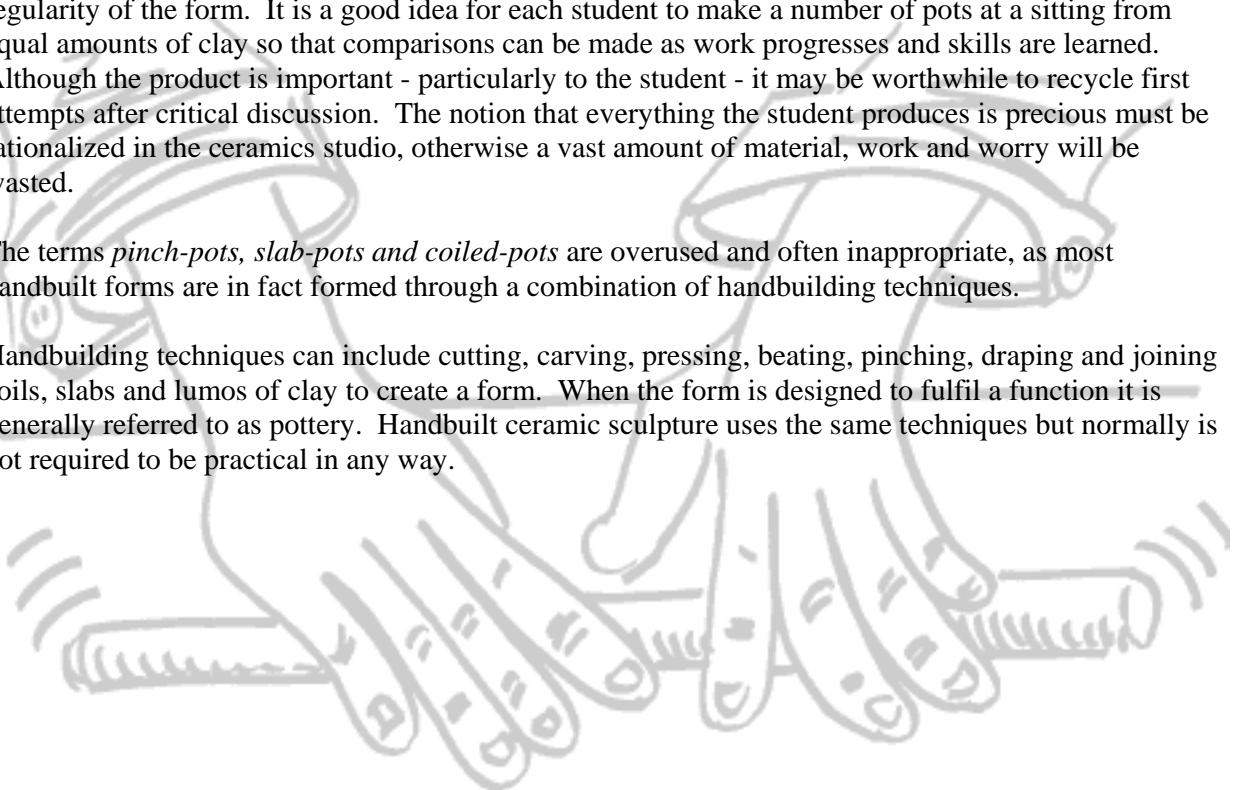 egularity of the form. It is a good idea for each student to make a number of pots at a sitting from
qual amounts of clay so that comparisons can be made as work progresses and skills are learned.
Although the product is important - particularly to the student - it may be worthwhile to recycle first
ttempts after critical discussion. The notion that everything the student produces is precious must be
ationalized in the ceramics studio, otherwise a vast amount of material, work and worry will be
wasted.
The terms pinch-pots, slab-pots and coiled-pots are overused and often inappropriate, as most
andbuilt forms are in fact formed through a combination of handbuilding techniques.
Handbuilding techniques can include cutting, carving, pressing, beating, pinching, draping and joining
oils, slabs and lumos of clay to create a form. When the form is designed to fulfil a function it is
enerally referred to as pottery. Handbuilt ceramic sculpture uses the same techniques but normally is
ot required to be practical in any way.